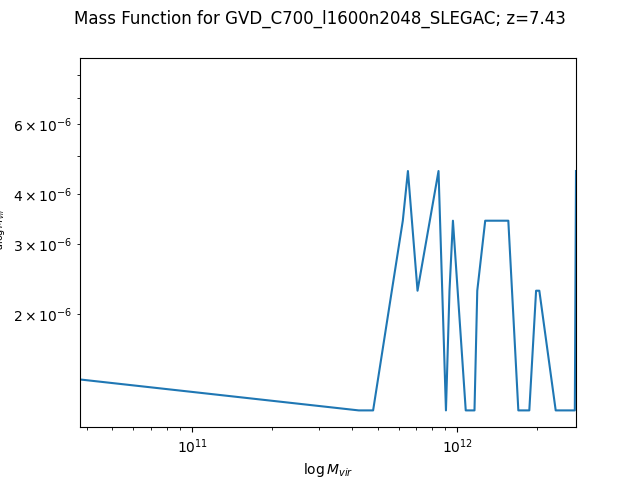 Mass Function for GVD_C700_l1600n2048_SLEGAC; z=7.43
6 × 10⁻⁶
4 × 10⁻⁶
3 × 10⁻⁶
2 × 10⁻⁶
10¹¹
10¹²
log M_vir